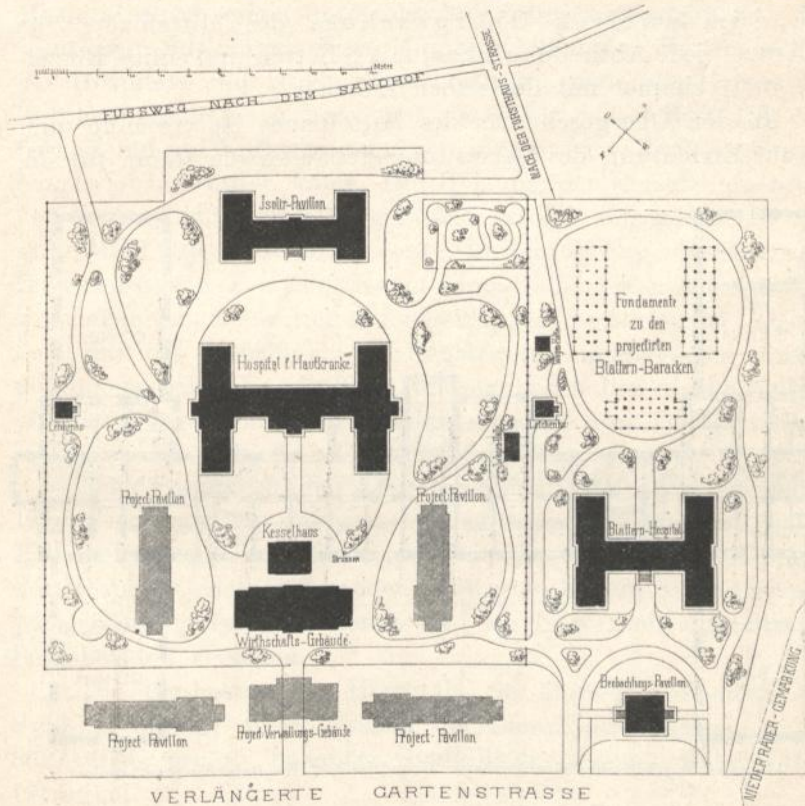 Meter
FUSSWEG NACH DEM SANDHOF
NACH DER FORSTHAUS-STRASSE
Isolir-Pavillon
Fundamente
zu den
projectirten
Blattern-Baracken
Hospital f. Hautkranke
Leichenhs.
Leichenhs.
Project-Pavillon
Project-Pavillon
Kesselhaus
Brunnen
Blattern-Hospital
Wirthschafts-Gebäude.
Beobachtungs-Pavillon
Project-Pavillon
Project-Verwaltungs-Gebäude
Project-Pavillon
NIEDERRÄDER-GEMARKUNG
VERLÄNGERTE GARTENSTRASSE